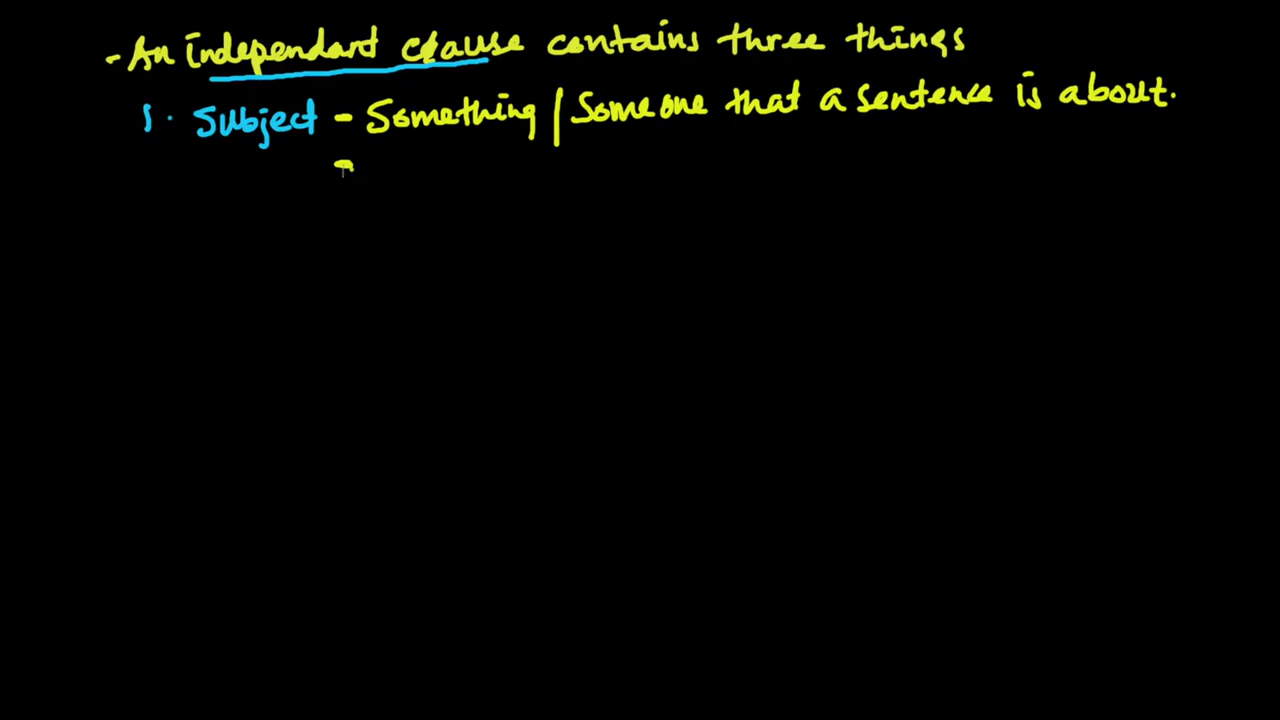 - An independant clause contains three things
1. Subject - Something / Someone that a sentence is about.
-